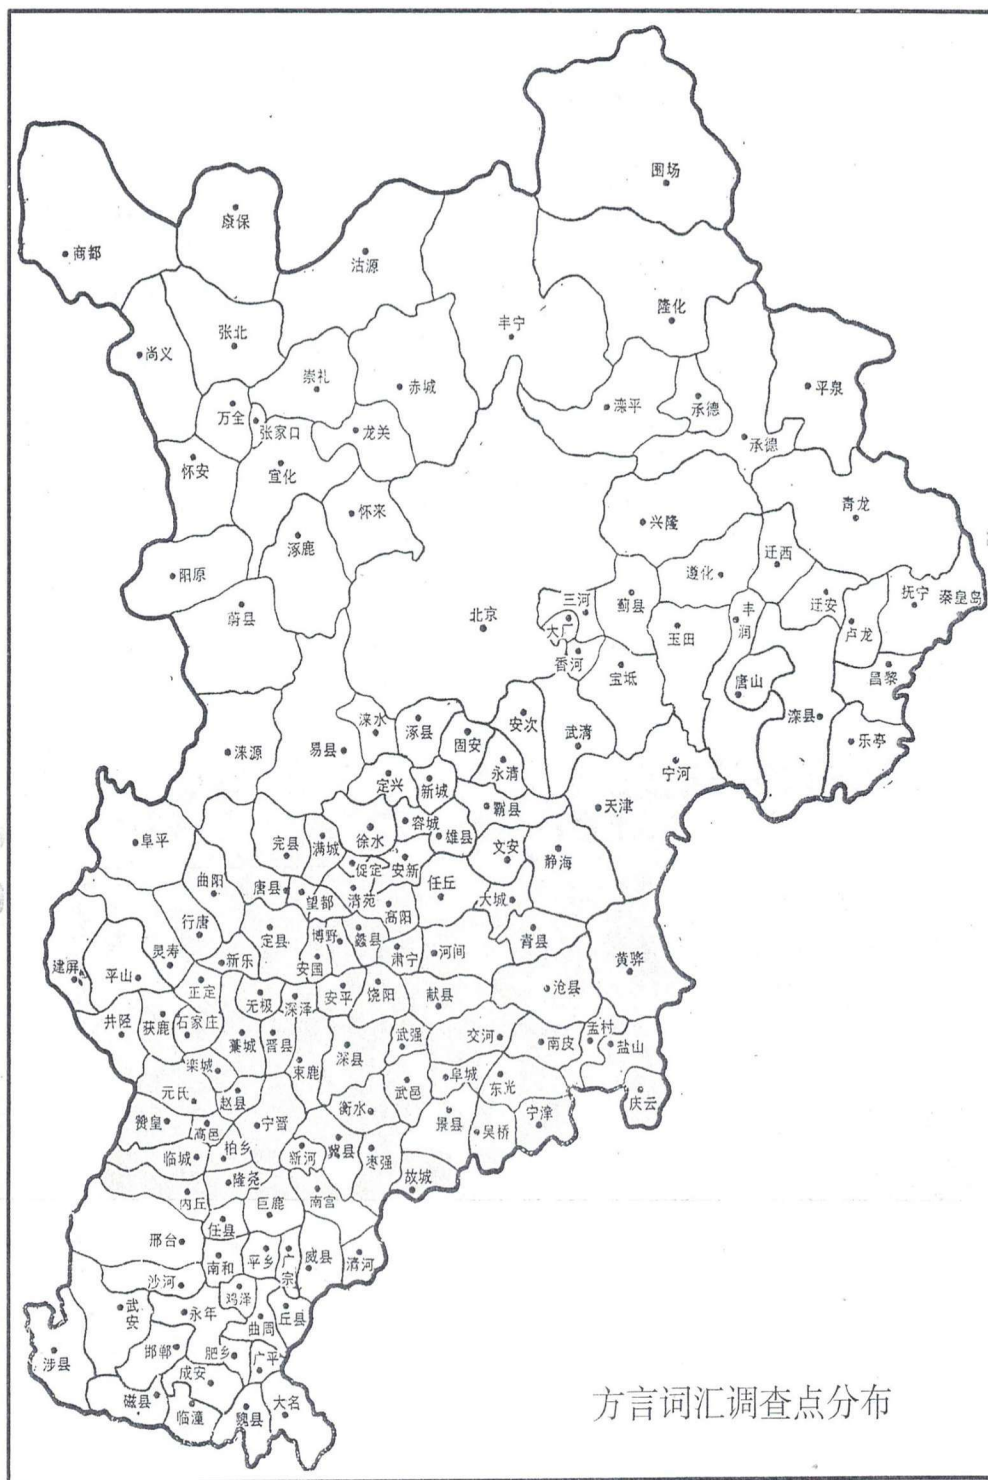 围场
康保
商都
沽源
隆化
丰宁
张北
尚义
崇礼
赤城
平泉
滦平
承德
万全
张家口
龙关
承德
怀安
宣化
怀来
青龙
兴隆
涿鹿
迁西
阳原
遵化
蔚县
三河
蓟县
丰润
迁安
抚宁
秦皇岛
北京
大厂
玉田
卢龙
香河
宝坻
唐山
昌黎
涞水
涿县
安次
滦县
涞源
易县
固安
武清
乐亭
永清
宁河
定兴
新城
霸县
天津
阜平
完县
满城
徐水
容城
雄县
文安
静海
曲阳
唐县
望都
保定
清苑
安新
任丘
大城
高阳
行唐
定县
博野
蠡县
肃宁
河间
青县
灵寿
新乐
安国
黄骅
建屏
平山
正定
无极
深泽
安平
饶阳
献县
沧县
井陉
获鹿
石家庄
藁城
晋县
束鹿
深县
武强
交河
南皮
孟村
盐山
栾城
元氏
赵县
武邑
阜城
东光
庆云
赞皇
高邑
宁晋
衡水
景县
吴桥
宁津
临城
柏乡
新河
冀县
枣强
故城
内丘
隆尧
巨鹿
南宫
任县
邢台
南和
平乡
广宗
威县
清河
沙河
鸡泽
武安
永年
曲周
丘县
涉县
邯郸
肥乡
广平
成安
磁县
临潼
魏县
大名
方言词汇调查点分布